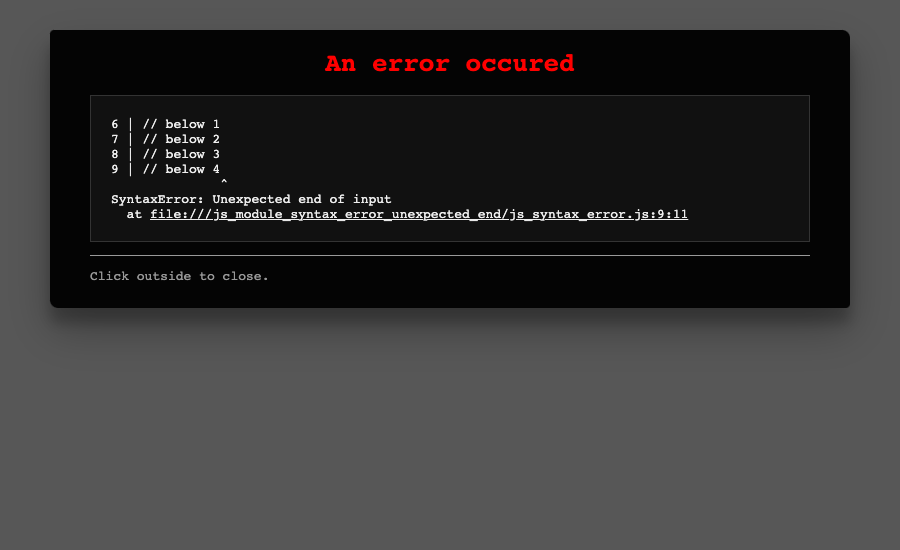 An error occured
6 | // below 1
7 | // below 2
8 | // below 3
9 | // below 4
^
SyntaxError: Unexpected end of input
at file:///js_module_syntax_error_unexpected_end/js_syntax_error.js:9:11
Click outside to close.